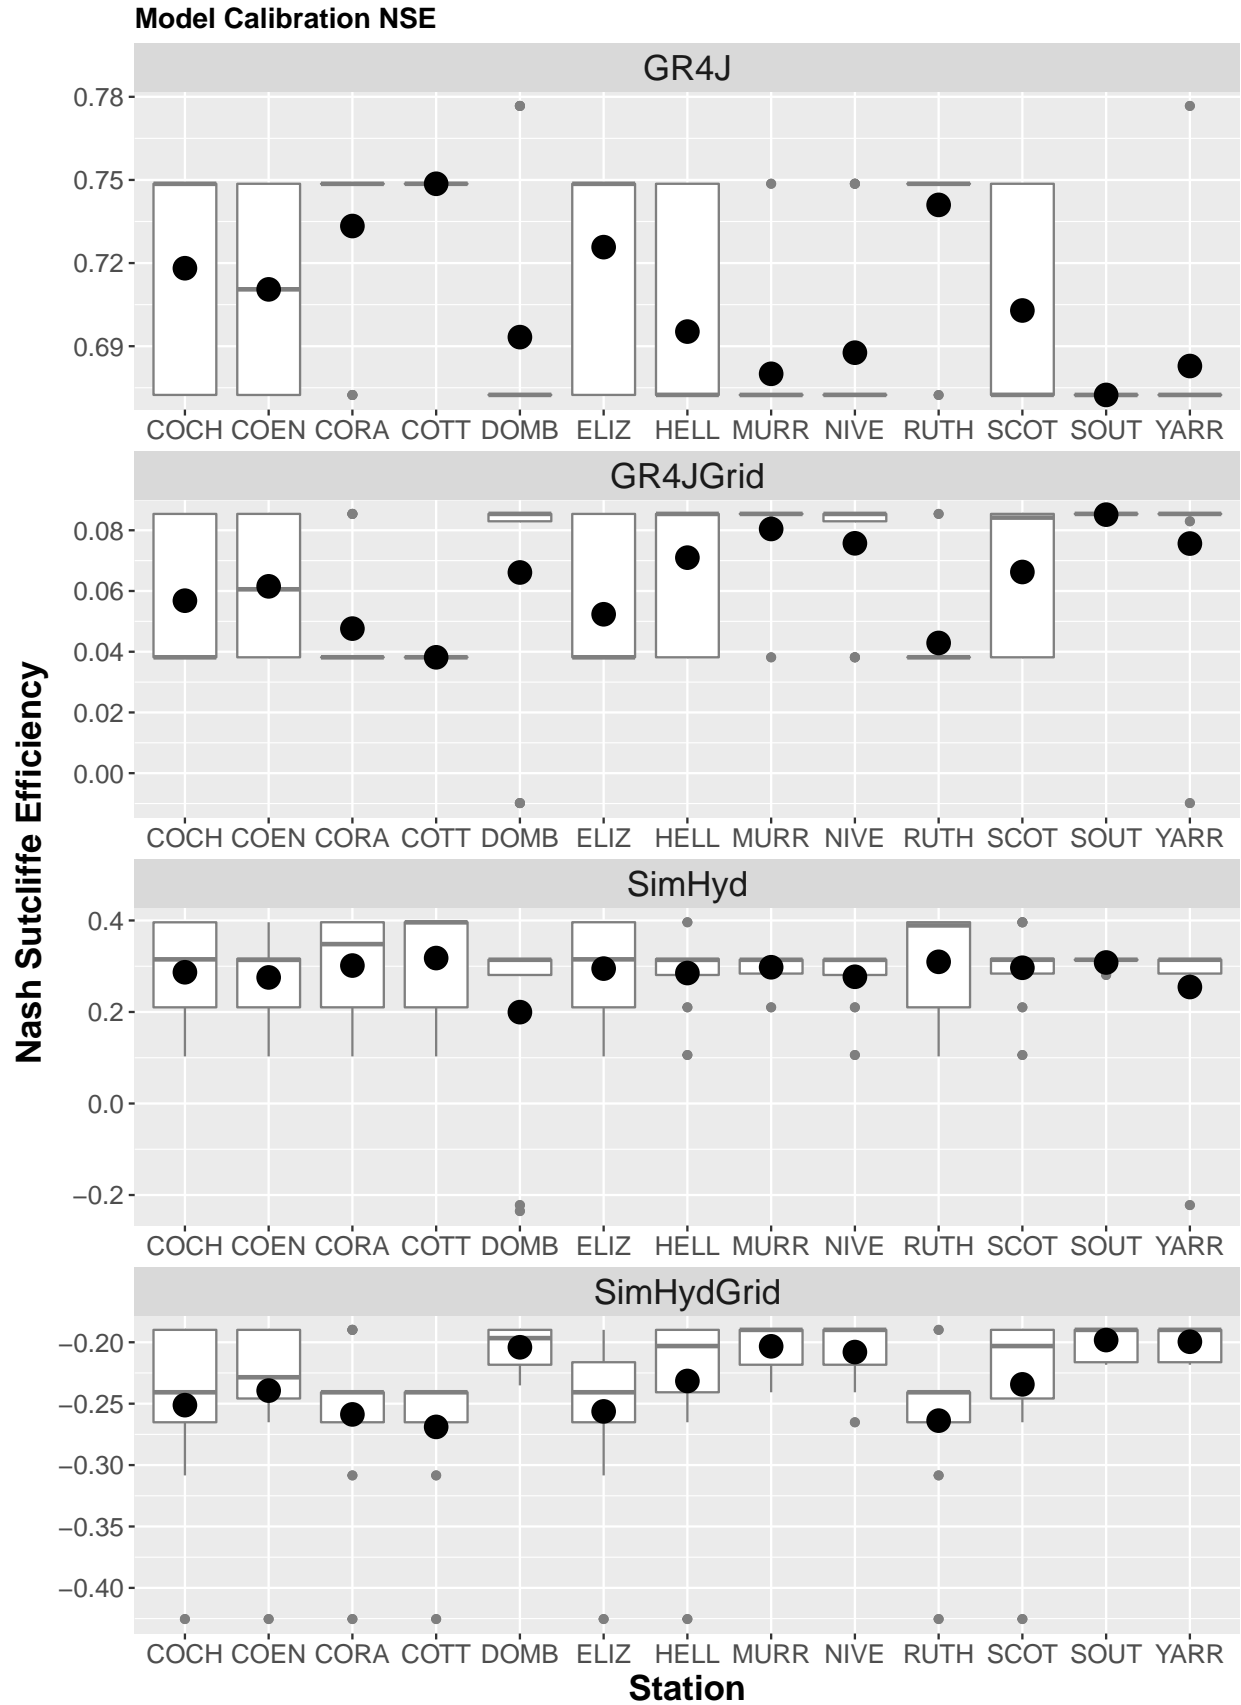 Model Calibration NSE
GR4J
0.78
0.75
0.72
0.69
COCH COEN CORA COTT DOMB ELIZ HELL MURR NIVE RUTH SCOT SOUT YARR
GR4JGrid
0.08
0.06
0.04
0.02
0.00
COCH COEN CORA COTT DOMB ELIZ HELL MURR NIVE RUTH SCOT SOUT YARR
Nash Sutcliffe Efficiency
SimHyd
0.4
0.2
0.0
−0.2
COCH COEN CORA COTT DOMB ELIZ HELL MURR NIVE RUTH SCOT SOUT YARR
SimHydGrid
−0.20
−0.25
−0.30
−0.35
−0.40
COCH COEN CORA COTT DOMB ELIZ HELL MURR NIVE RUTH SCOT SOUT YARR
Station